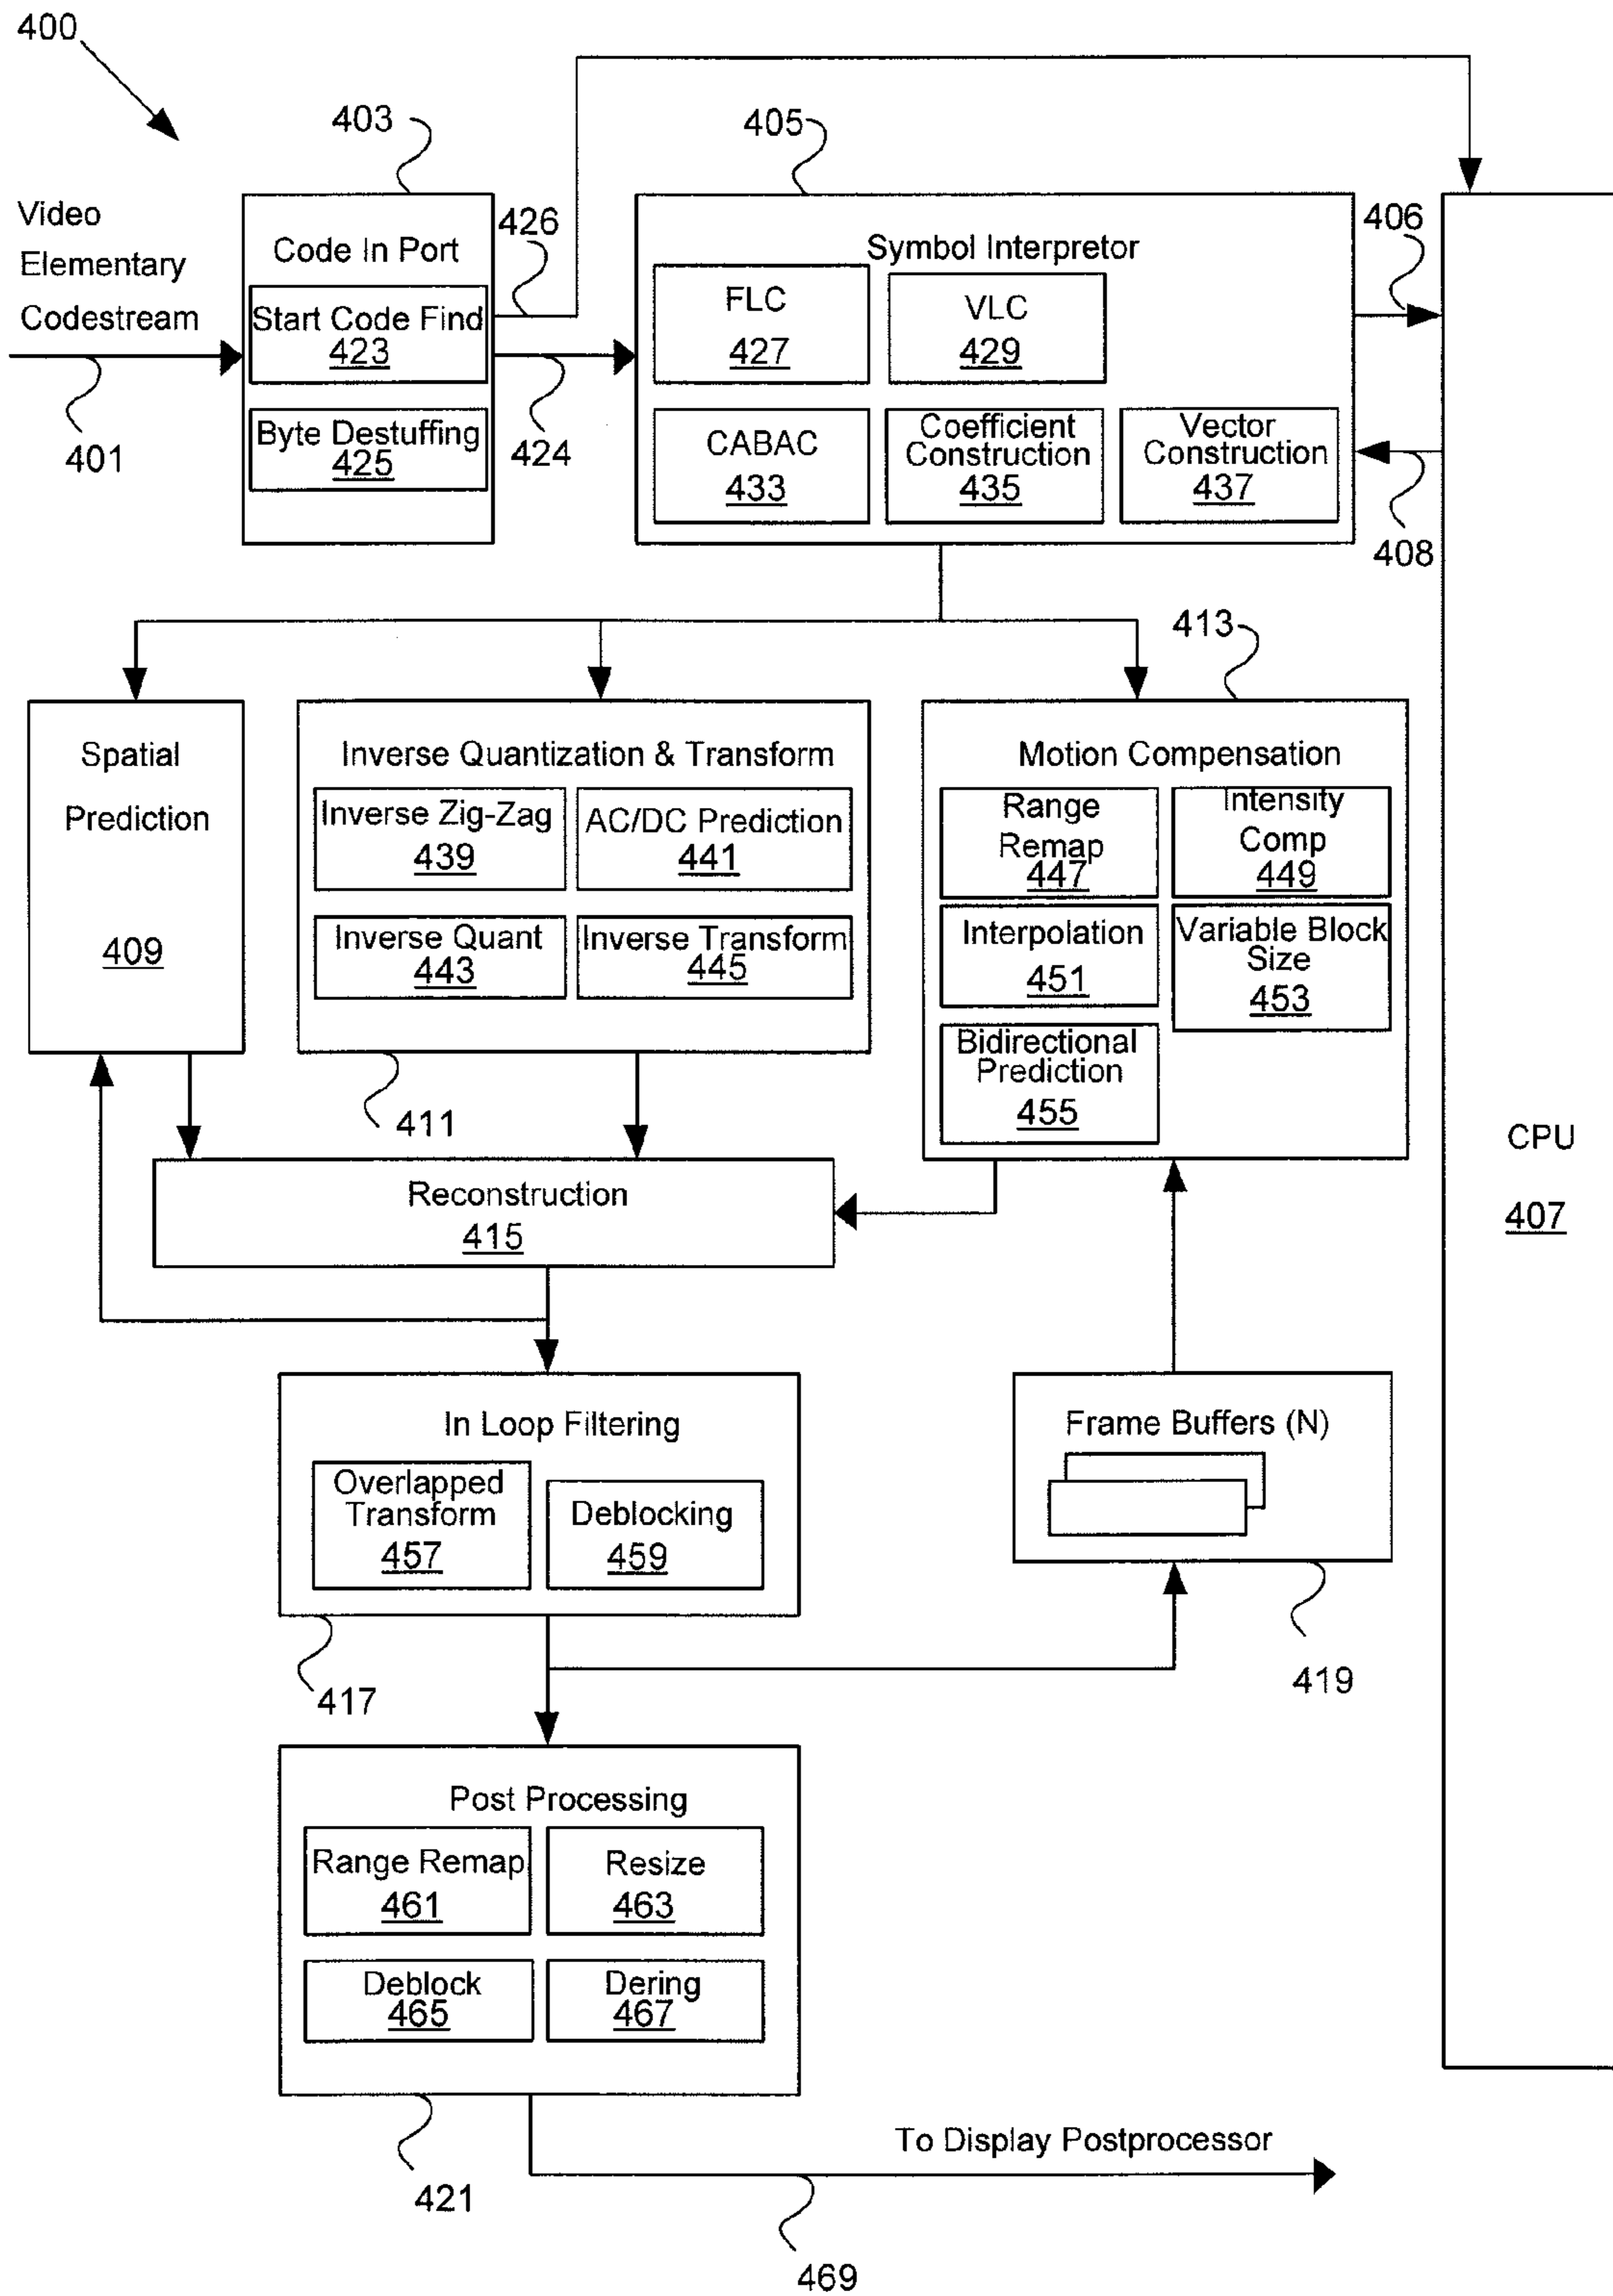 400
403
405
Video
Elementary
Codestream
401
Code In Port
Start Code Find
423
Byte Destuffing
425
426
424
Symbol Interpretor
FLC
427
VLC
429
CABAC
433
Coefficient
Construction
435
Vector
Construction
437
406
408
413
Spatial
Prediction
409
Inverse Quantization & Transform
Inverse Zig-Zag
439
AC/DC Prediction
441
Inverse Quant
443
Inverse Transform
445
411
Motion Compensation
Range
Remap
447
Intensity
Comp
449
Interpolation
451
Variable Block
Size
453
Bidirectional
Prediction
455
CPU
407
Reconstruction
415
In Loop Filtering
Overlapped
Transform
457
Deblocking
459
417
Frame Buffers (N)
419
Post Processing
Range Remap
461
Resize
463
Deblock
465
Dering
467
421
To Display Postprocessor
469